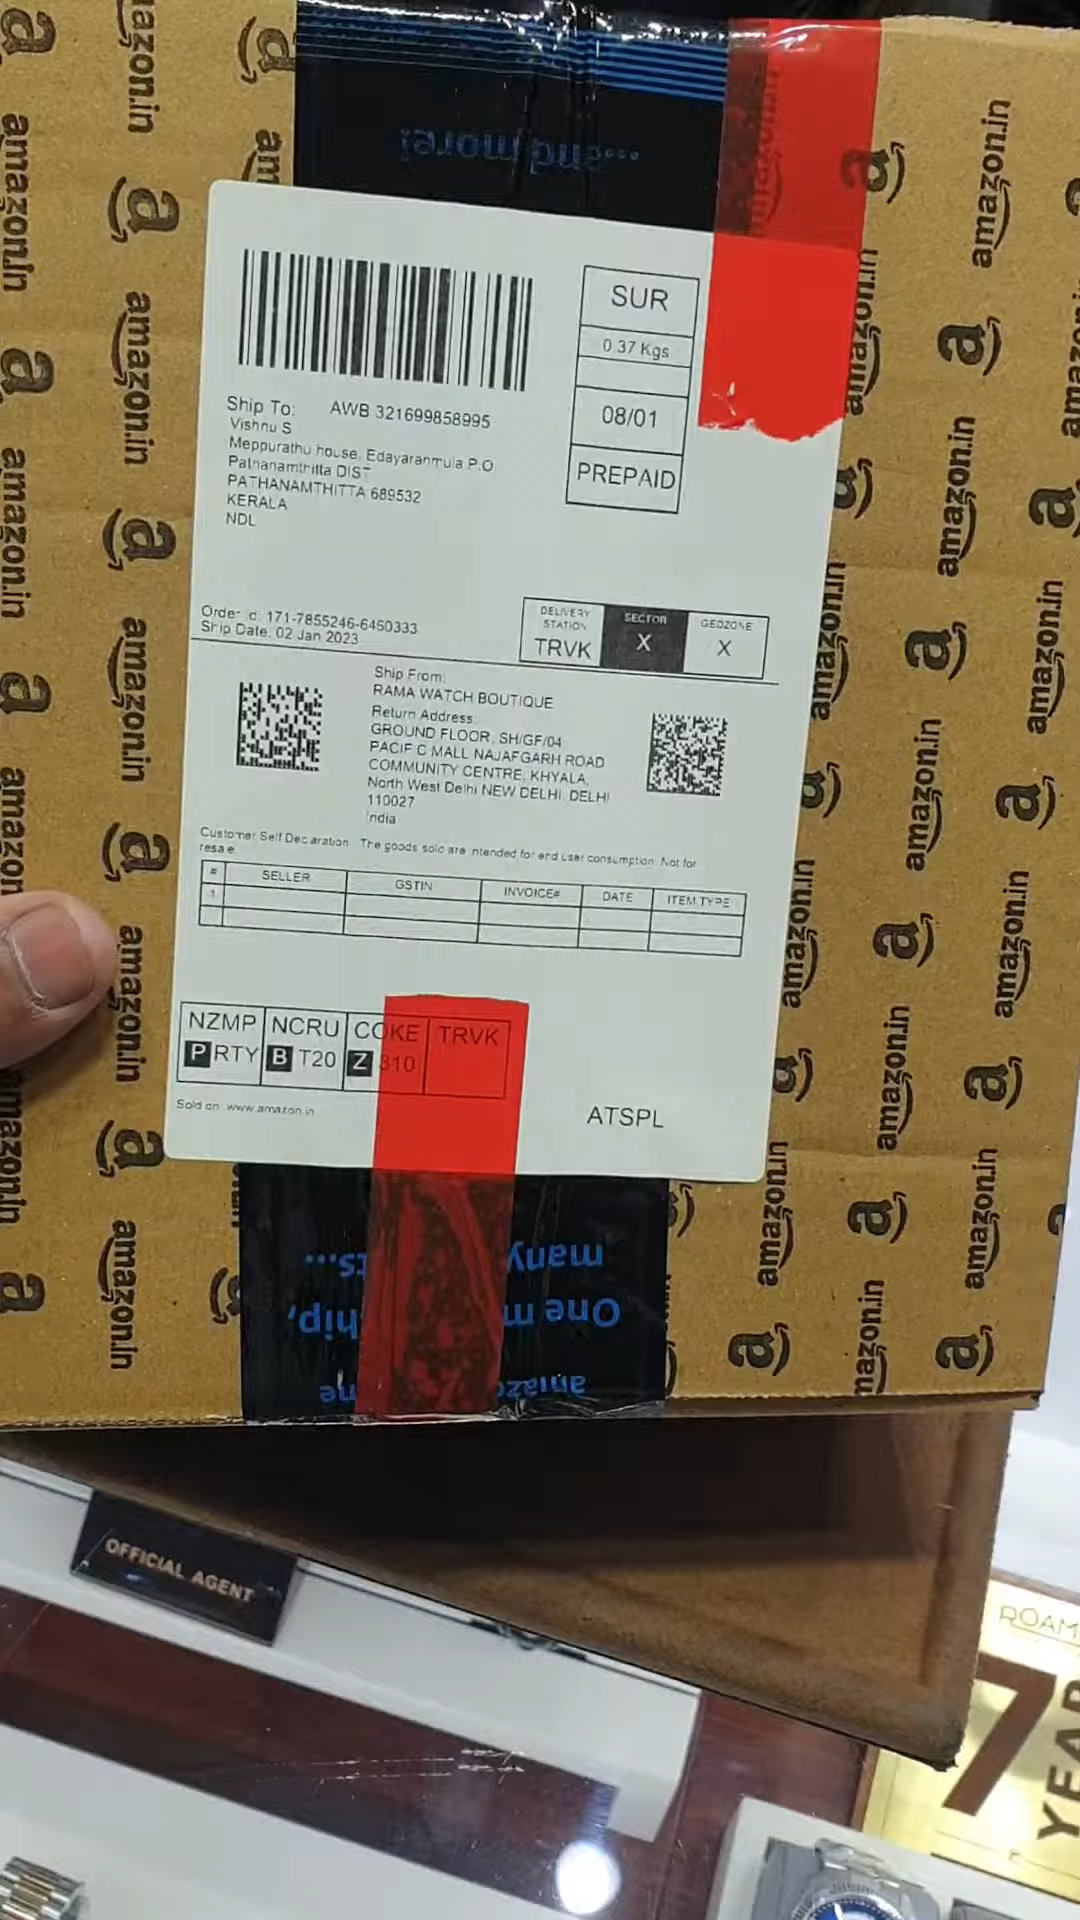 ...and more!
SUR
0.37 Kgs
08/01
PREPAID
Ship To: AWB 321699858995
Vishnu S
Meppurathu house, Edayaranmula P.O
Pathanamthitta DIST
PATHANAMTHITTA 689532
KERALA
NDL
Order Id: 171-7855246-6460333
Ship Date: 02 Jan 2023
DELIVERY STATION SECTOR GEOZONE
TRVK X X
Ship From:
RAMA WATCH BOUTIQUE
Return Address:
GROUND FLOOR, SH/GF/04
PACIFIC MALL NAJAFGARH ROAD
COMMUNITY CENTRE, KHYALA,
North West Delhi NEW DELHI, DELHI
110027
India
Customer Self Declaration : The goods sold are intended for end user consumption. Not for
resale.
# SELLER GSTIN INVOICE# DATE ITEM TYPE
1
NZMP NCRU COKE TRVK
P RTY B T20 Z 310
Sold on: www.amazon.in
ATSPL
amazon.in
OFFICIAL AGENT
7